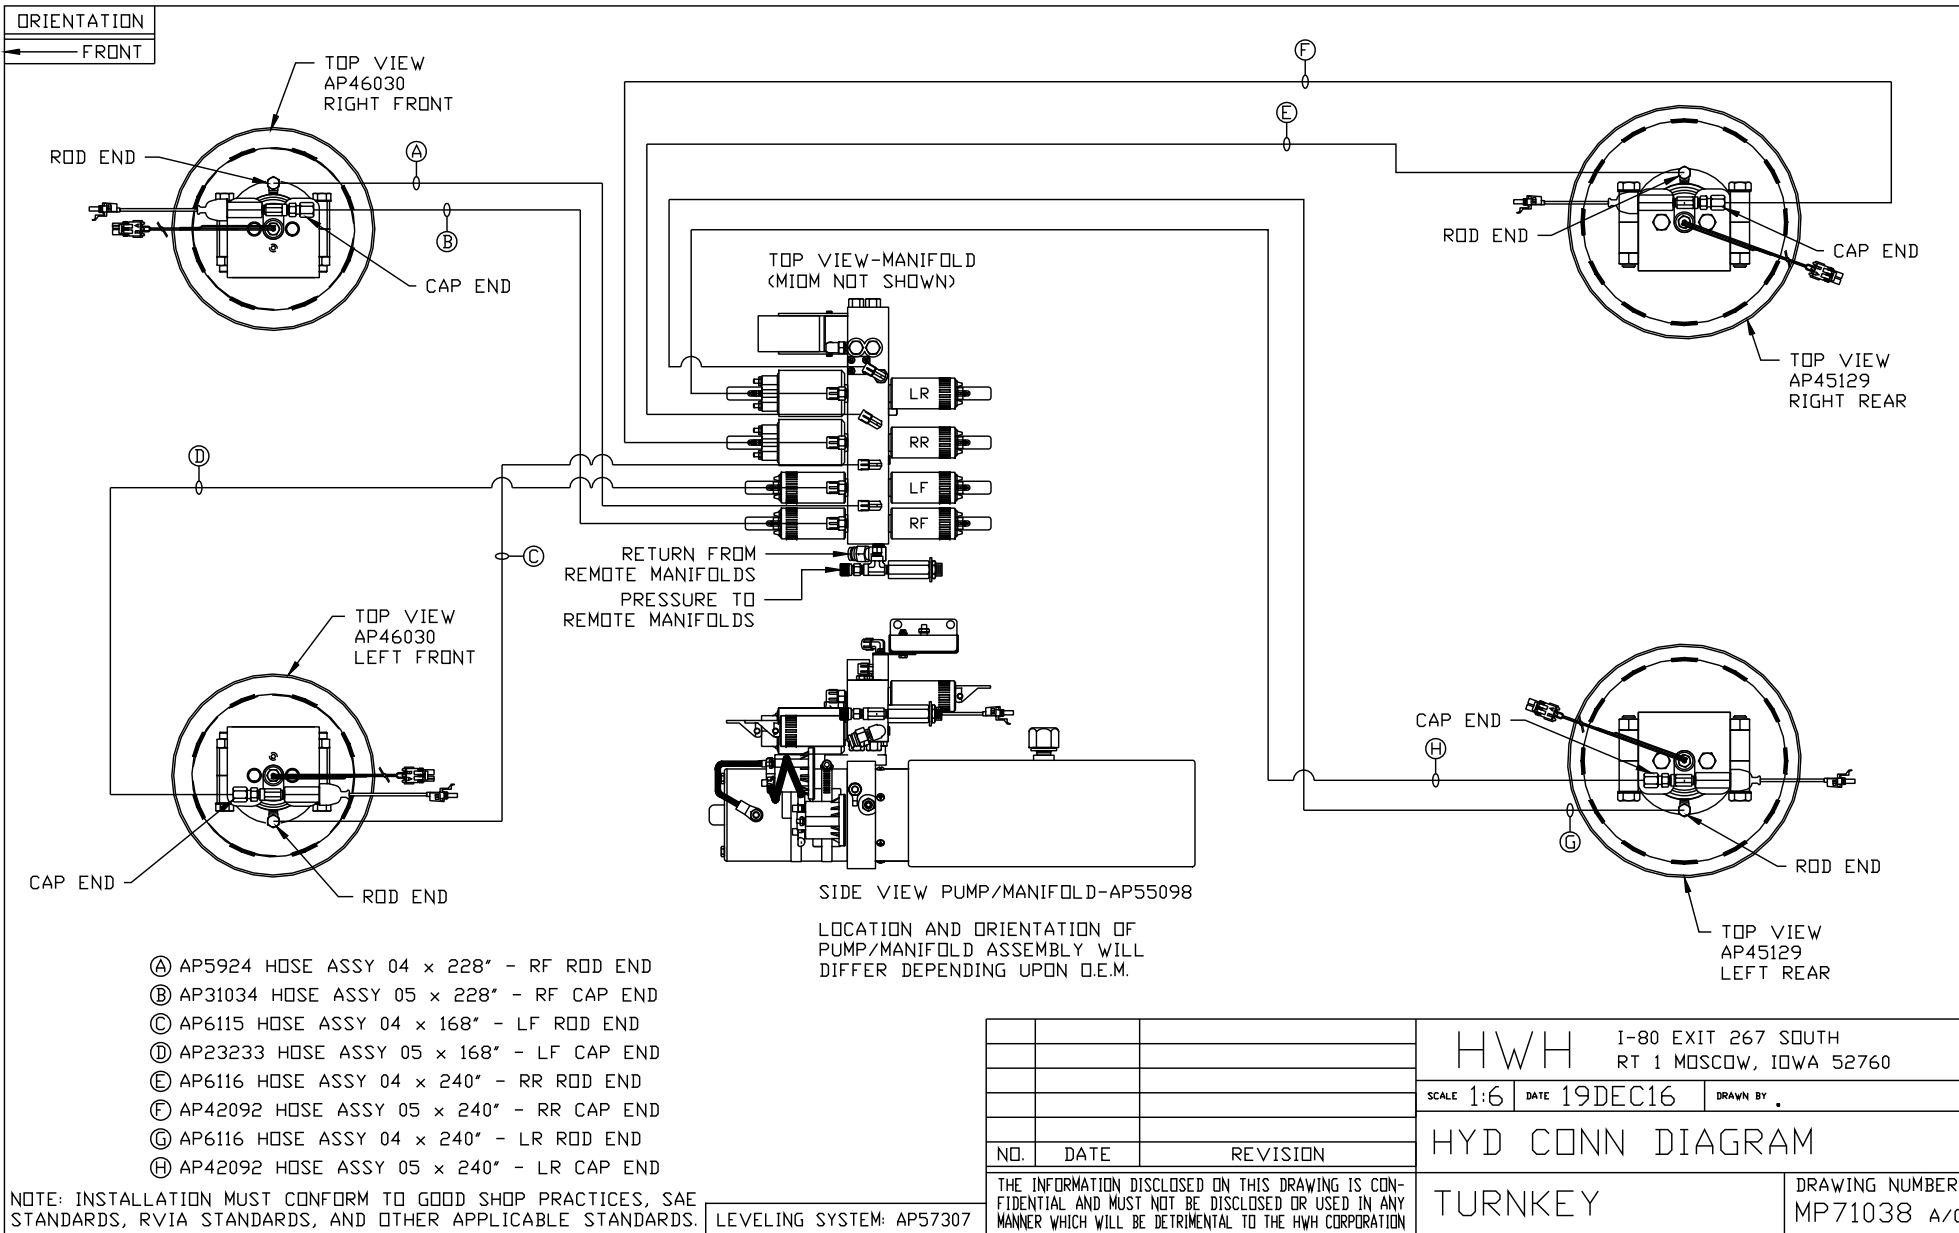 ORIENTATION
FRONT
TOP VIEW
AP46030
RIGHT FRONT
ROD END
A
B
CAP END
F
E
ROD END
CAP END
TOP VIEW
AP45129
RIGHT REAR
TOP VIEW-MANIFOLD
(MIOM NOT SHOWN)
LR
RR
LF
RF
D
C
RETURN FROM
REMOTE MANIFOLDS
PRESSURE TO
REMOTE MANIFOLDS
TOP VIEW
AP46030
LEFT FRONT
CAP END
ROD END
CAP END
H
G
ROD END
TOP VIEW
AP45129
LEFT REAR
SIDE VIEW PUMP/MANIFOLD-AP55098
LOCATION AND ORIENTATION OF
PUMP/MANIFOLD ASSEMBLY WILL
DIFFER DEPENDING UPON O.E.M.
A AP5924 HOSE ASSY 04 x 228" - RF ROD END
B AP31034 HOSE ASSY 05 x 228" - RF CAP END
C AP6115 HOSE ASSY 04 x 168" - LF ROD END
D AP23233 HOSE ASSY 05 x 168" - LF CAP END
E AP6116 HOSE ASSY 04 x 240" - RR ROD END
F AP42092 HOSE ASSY 05 x 240" - RR CAP END
G AP6116 HOSE ASSY 04 x 240" - LR ROD END
H AP42092 HOSE ASSY 05 x 240" - LR CAP END
NOTE: INSTALLATION MUST CONFORM TO GOOD SHOP PRACTICES, SAE
STANDARDS, RVIA STANDARDS, AND OTHER APPLICABLE STANDARDS.
LEVELING SYSTEM: AP57307
NO. DATE REVISION
THE INFORMATION DISCLOSED ON THIS DRAWING IS CON-
FIDENTIAL AND MUST NOT BE DISCLOSED OR USED IN ANY
MANNER WHICH WILL BE DETRIMENTAL TO THE HWH CORPORATION
HWH
I-80 EXIT 267 SOUTH
RT 1 MOSCOW, IOWA 52760
SCALE 1:6 DATE 19DEC16 DRAWN BY .
HYD CONN DIAGRAM
TURNKEY
DRAWING NUMBER
MP71038